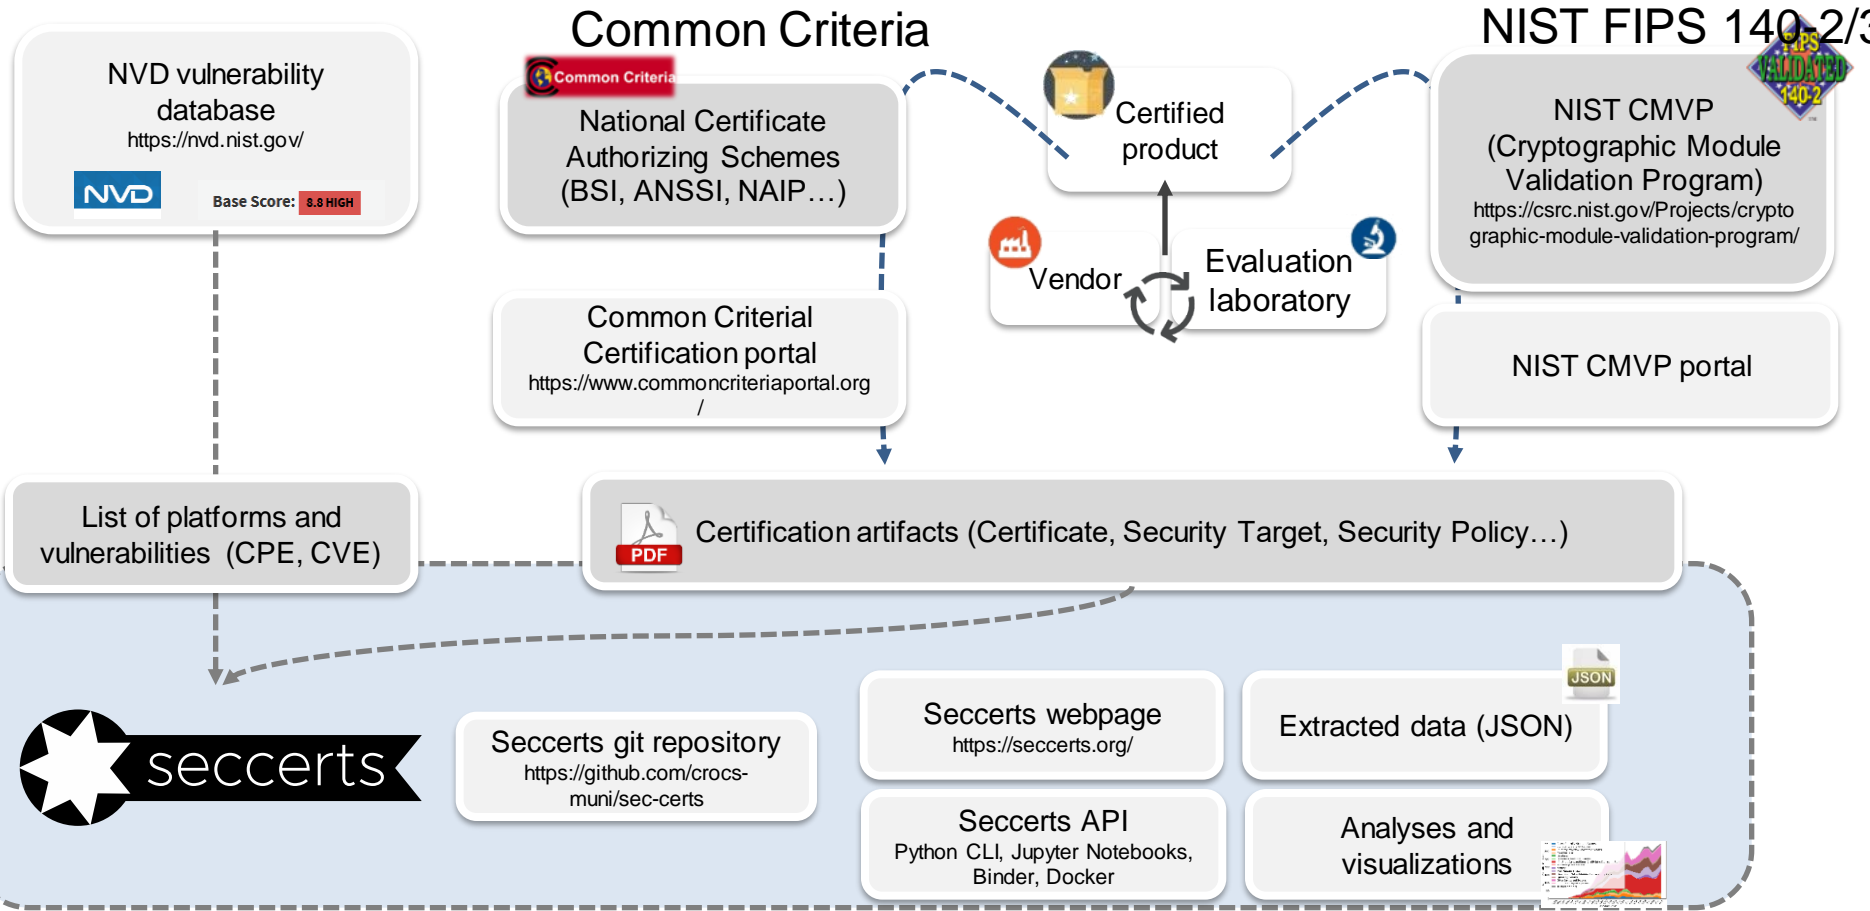 Common Criteria
NIST FIPS 140-2/3
NVD vulnerability
database
https://nvd.nist.gov/
NVD
Base Score: 8.8 HIGH
Common Criteria
National Certificate
Authorizing Schemes
(BSI, ANSSI, NAIP…)
Certified
product
FIPS
VALIDATED
140-2
NIST CMVP
(Cryptographic Module
Validation Program)
https://csrc.nist.gov/Projects/crypto
graphic-module-validation-program/
Vendor
Evaluation
laboratory
Common Criterial
Certification portal
https://www.commoncriteriaportal.org
/
NIST CMVP portal
List of platforms and
vulnerabilities (CPE, CVE)
PDF
Certification artifacts (Certificate, Security Target, Security Policy…)
seccerts
Seccerts git repository
https://github.com/crocs-
muni/sec-certs
Seccerts webpage
https://seccerts.org/
JSON
Extracted data (JSON)
Seccerts API
Python CLI, Jupyter Notebooks,
Binder, Docker
Analyses and
visualizations